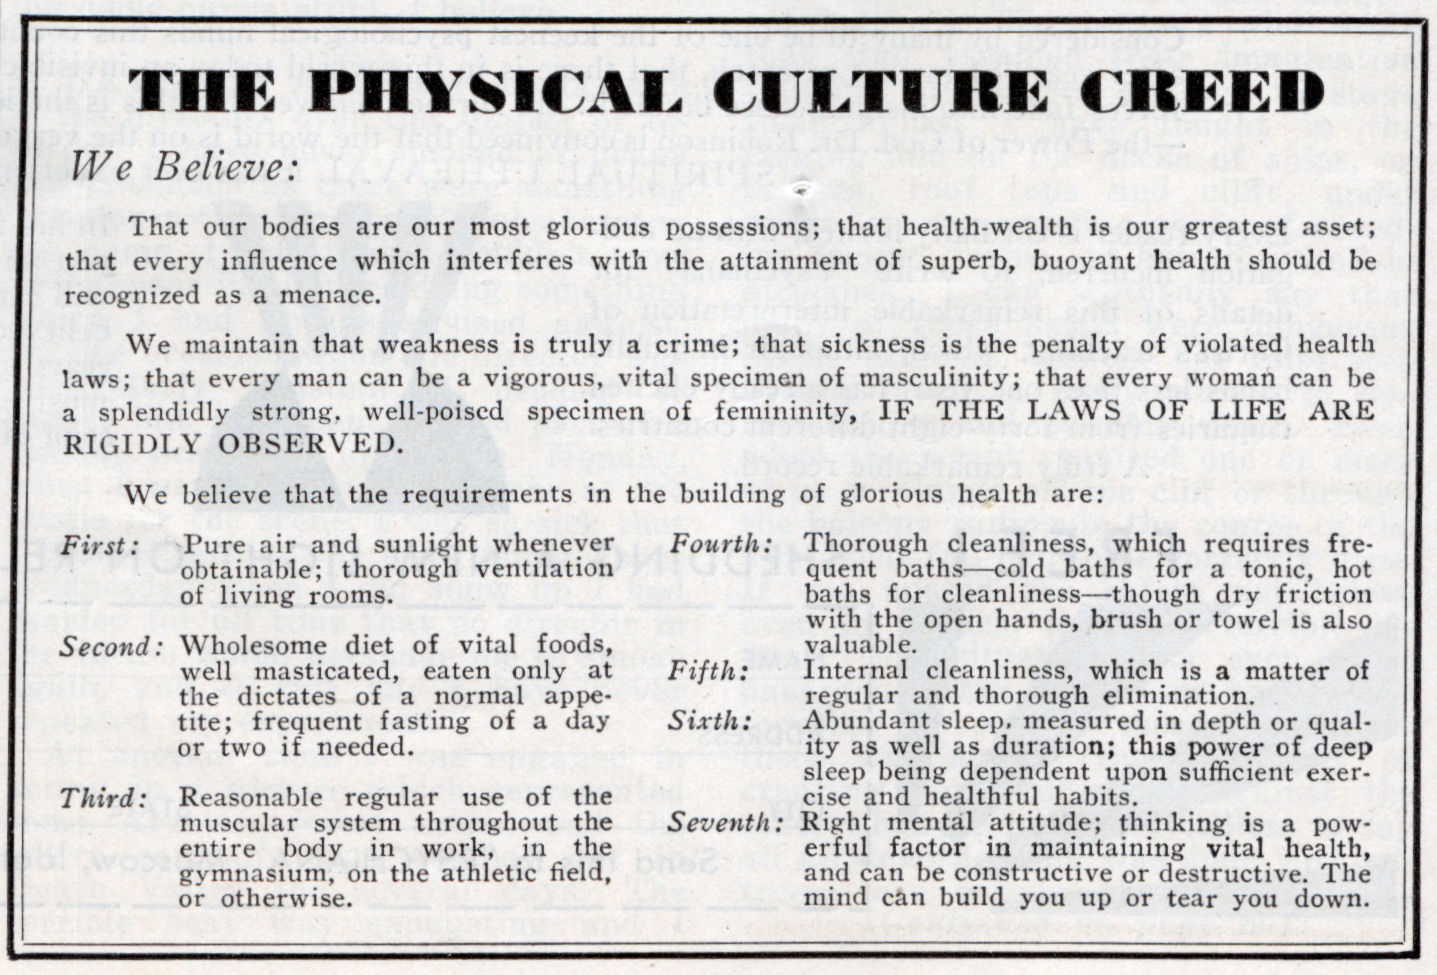 THE PHYSICAL CULTURE CREED
We Believe:
That our bodies are our most glorious possessions; that health-wealth is our greatest asset;
that every influence which interferes with the attainment of superb, buoyant health should be
recognized as a menace.
We maintain that weakness is truly a crime; that sickness is the penalty of violated health
laws; that every man can be a vigorous, vital specimen of masculinity; that every woman can be
a splendidly strong, well-poised specimen of femininity, IF THE LAWS OF LIFE ARE
RIGIDLY OBSERVED.
We believe that the requirements in the building of glorious health are:
First: Pure air and sunlight whenever
obtainable; thorough ventilation
of living rooms.
Second: Wholesome diet of vital foods,
well masticated, eaten only at
the dictates of a normal appe-
tite; frequent fasting of a day
or two if needed.
Third: Reasonable regular use of the
muscular system throughout the
entire body in work, in the
gymnasium, on the athletic field,
or otherwise.
Fourth: Thorough cleanliness, which requires fre-
quent baths—cold baths for a tonic, hot
baths for cleanliness—though dry friction
with the open hands, brush or towel is also
valuable.
Fifth: Internal cleanliness, which is a matter of
regular and thorough elimination.
Sixth: Abundant sleep, measured in depth or qual-
ity as well as duration; this power of deep
sleep being dependent upon sufficient exer-
cise and healthful habits.
Seventh: Right mental attitude; thinking is a pow-
erful factor in maintaining vital health,
and can be constructive or destructive. The
mind can build you up or tear you down.